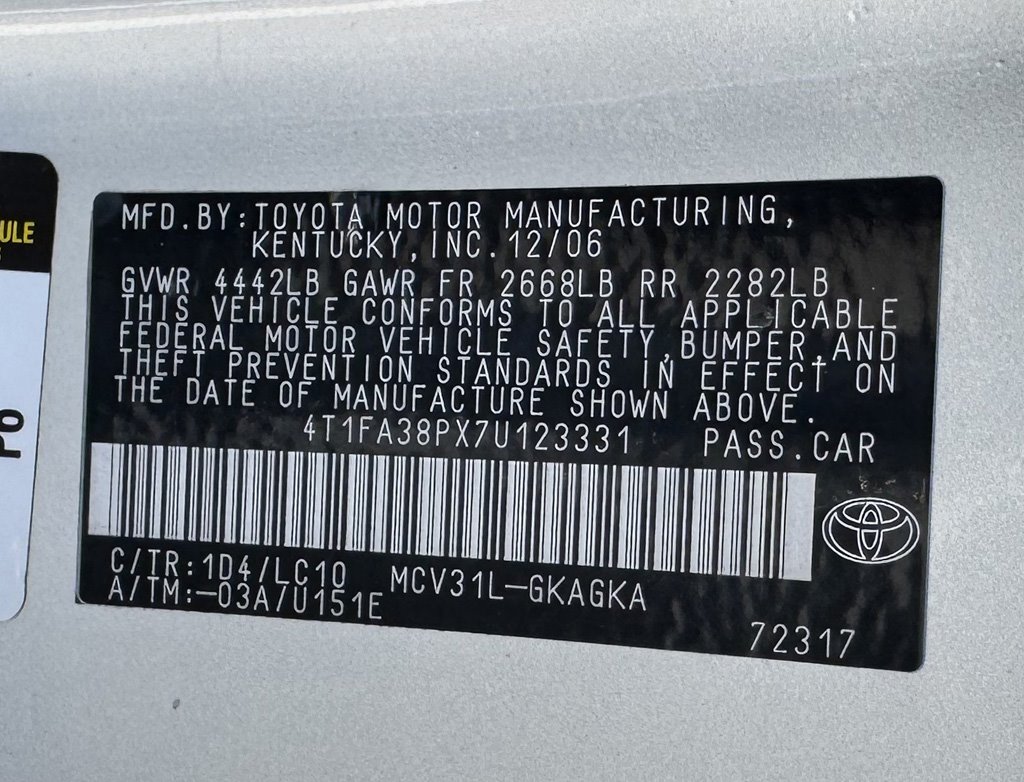 ULE
P6
MFD.BY:TOYOTA MOTOR MANUFACTURING,
KENTUCKY,INC.12/06
GVWR 4442LB GAWR FR 2668LB RR 2282LB
THIS VEHICLE CONFORMS TO ALL APPLICABLE
FEDERAL MOTOR VEHICLE SAFETY,BUMPER,AND
THEFT PREVENTION STANDARDS IN EFFECT ON
THE DATE OF MANUFACTURE SHOWN ABOVE.
4T1FA38PX7U123331 PASS.CAR
C/TR:1D4/LC10 MCV31L-GKAGKA
A/TM:-03A/U151E
72317